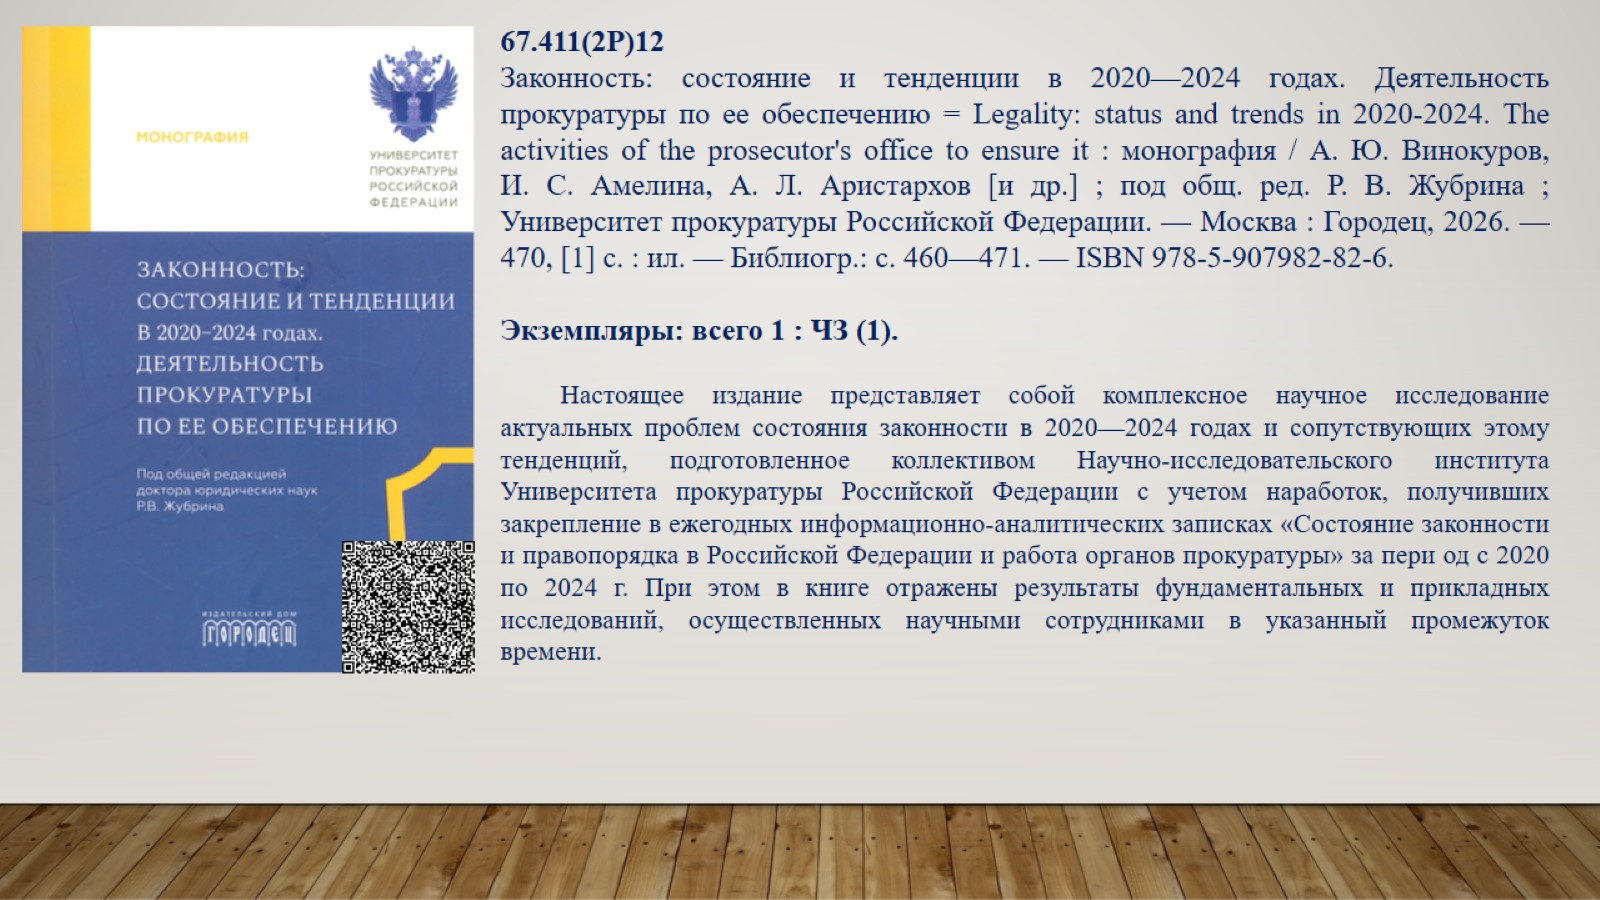 МОНОГРАФИЯ
УНИВЕРСИТЕТ
ПРОКУРАТУРЫ
РОССИЙСКОЙ
ФЕДЕРАЦИИ
ЗАКОННОСТЬ:
СОСТОЯНИЕ И ТЕНДЕНЦИИ
В 2020–2024 годах.
ДЕЯТЕЛЬНОСТЬ
ПРОКУРАТУРЫ
ПО ЕЕ ОБЕСПЕЧЕНИЮ
Под общей редакцией
доктора юридических наук
Р.В. Жубрина
ИЗДАТЕЛЬСКИЙ ДОМ
ГОРОДЕЦ
67.411(2Р)12
Законность: состояние и тенденции в 2020—2024 годах. Деятельность
прокуратуры по ее обеспечению = Legality: status and trends in 2020-2024. The
activities of the prosecutor's office to ensure it : монография / А. Ю. Винокуров,
И. С. Амелина, А. Л. Аристархов [и др.] ; под общ. ред. Р. В. Жубрина ;
Университет прокуратуры Российской Федерации. — Москва : Городец, 2026. —
470, [1] с. : ил. — Библиогр.: с. 460—471. — ISBN 978-5-907982-82-6.
Экземпляры: всего 1 : ЧЗ (1).
Настоящее издание представляет собой комплексное научное исследование
актуальных проблем состояния законности в 2020—2024 годах и сопутствующих этому
тенденций, подготовленное коллективом Научно-исследовательского института
Университета прокуратуры Российской Федерации с учетом наработок, получивших
закрепление в ежегодных информационно-аналитических записках «Состояние законности
и правопорядка в Российской Федерации и работа органов прокуратуры» за пери од с 2020
по 2024 г. При этом в книге отражены результаты фундаментальных и прикладных
исследований, осуществленных научными сотрудниками в указанный промежуток
времени.